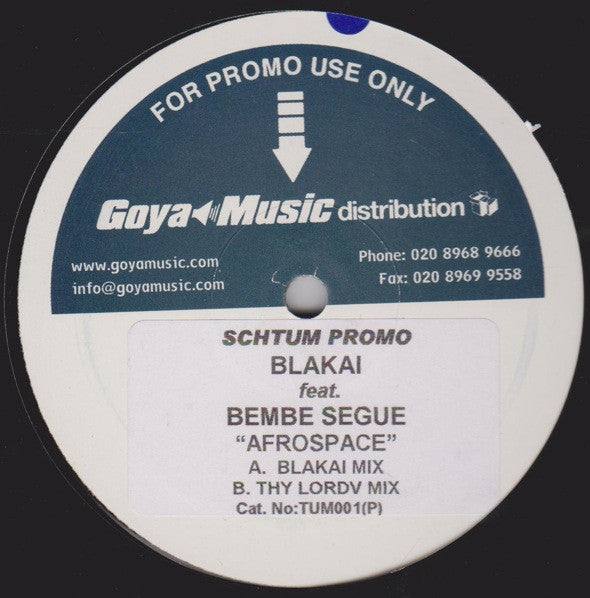 FOR PROMO USE ONLY
Goya Music distribution
www.goyamusic.com
info@goyamusic.com
Phone: 020 8968 9666
Fax: 020 8969 9558
SCHTUM PROMO
BLAKAI
feat.
BEMBE SEGUE
"AFROSPACE"
A. BLAKAI MIX
B. THY LORDV MIX
Cat. No:TUM001(P)